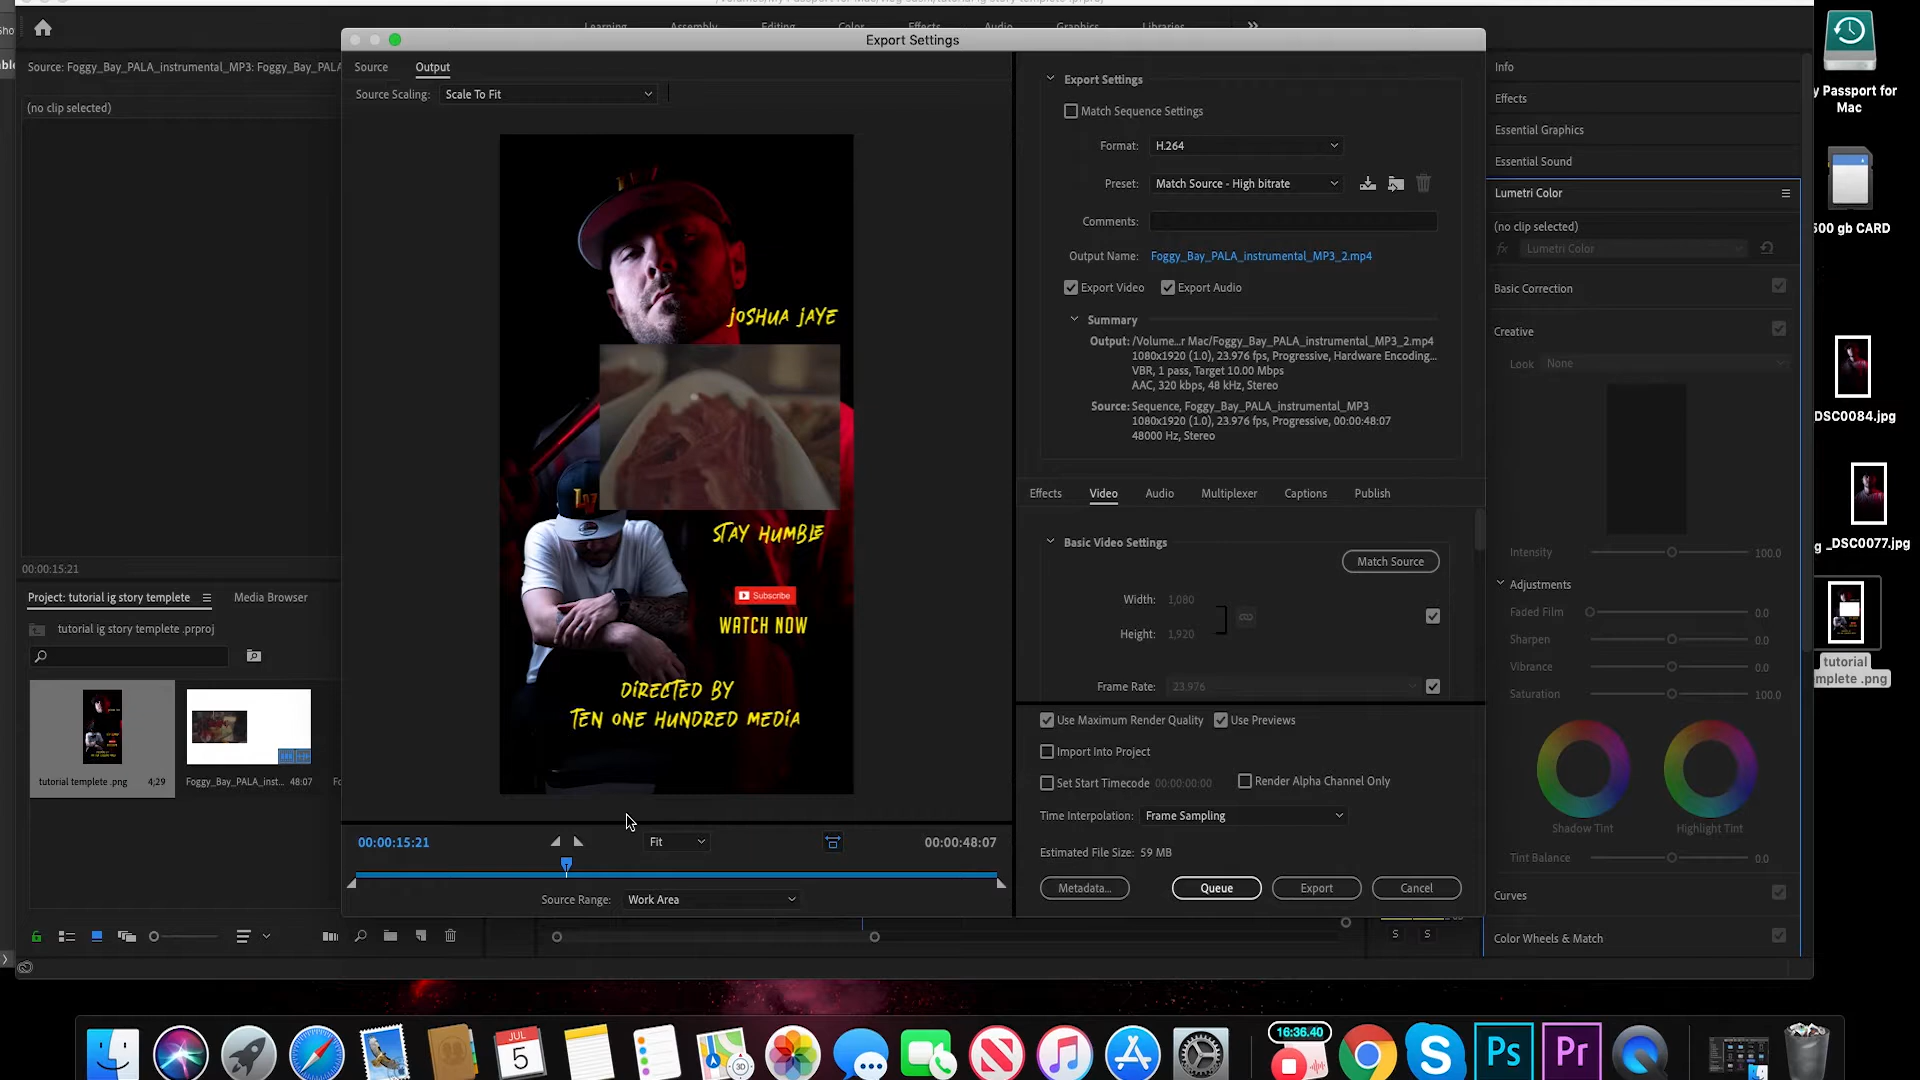 Learning
Assembly
Editing
Color
Effects
Audio
Graphics
Libraries
Export Settings
Source: Foggy_Bay_PALA_instrumental_MP3: Foggy_Bay_PALA
(no clip selected)
00:00:15:21
Source
Output
Source Scaling:
Scale To Fit
JOSHUA JAYE
STAY HUMBLE
Subscribe
WATCH NOW
DIRECTED BY
TEN ONE HUNDRED MEDIA
00:00:15:21
Fit
00:00:48:07
Source Range:
Work Area
Export Settings
Match Sequence Settings
Format:
H.264
Preset:
Match Source - High bitrate
Comments:
Output Name:
Foggy_Bay_PALA_instrumental_MP3_2.mp4
Export Video
Export Audio
Summary
Output: /Volume...r Mac/Foggy_Bay_PALA_instrumental_MP3_2.mp4
1080x1920 (1.0), 23.976 fps, Progressive, Hardware Encoding...
VBR, 1 pass, Target 10.00 Mbps
AAC, 320 kbps, 48 kHz, Stereo
Source: Sequence, Foggy_Bay_PALA_instrumental_MP3
1080x1920 (1.0), 23.976 fps, Progressive, 00:00:48:07
48000 Hz, Stereo
Effects
Video
Audio
Multiplexer
Captions
Publish
Basic Video Settings
Match Source
Width:
1,080
Height:
1,920
Frame Rate:
23.976
Use Maximum Render Quality
Use Previews
Import Into Project
Set Start Timecode
00:00:00:00
Render Alpha Channel Only
Time Interpolation:
Frame Sampling
Estimated File Size: 59 MB
Metadata...
Queue
Export
Cancel
Project: tutorial ig story templete
Media Browser
tutorial ig story templete .prproj
tutorial templete .png
4:29
Foggy_Bay_PALA_inst...
48:07
S
S
Info
Effects
Essential Graphics
Essential Sound
Lumetri Color
(no clip selected)
fx
Lumetri Color
Basic Correction
Creative
Look
None
Intensity
100.0
Adjustments
Faded Film
0.0
Sharpen
0.0
Vibrance
0.0
Saturation
100.0
Shadow Tint
Highlight Tint
Tint Balance
0.0
Curves
Color Wheels & Match
y Passport for
Mac
500 gb CARD
DSC0084.jpg
g _DSC0077.jpg
tutorial
mplete .png
JUL
5
3D
16:36.40
S
Ps
Pr